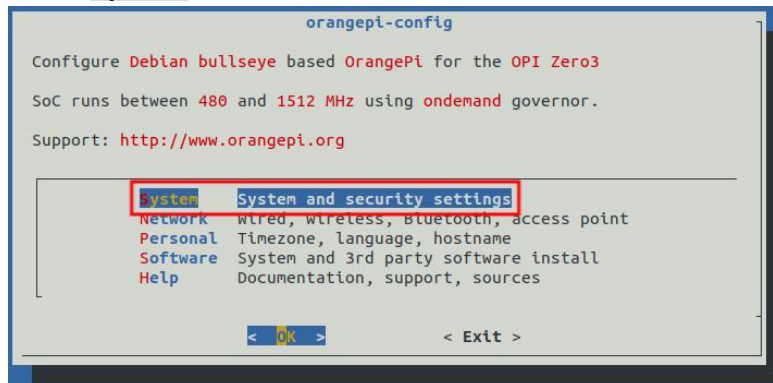 orangepi-config
Configure Debian bullseye based OrangePi for the OPI Zero3
SoC runs between 480 and 1512 MHz using ondemand governor.
Support: http://www.orangepi.org
System System and security settings
Network Wired, wireless, Bluetooth, access point
Personal Timezone, language, hostname
Software System and 3rd party software install
Help Documentation, support, sources
< OK > < Exit >